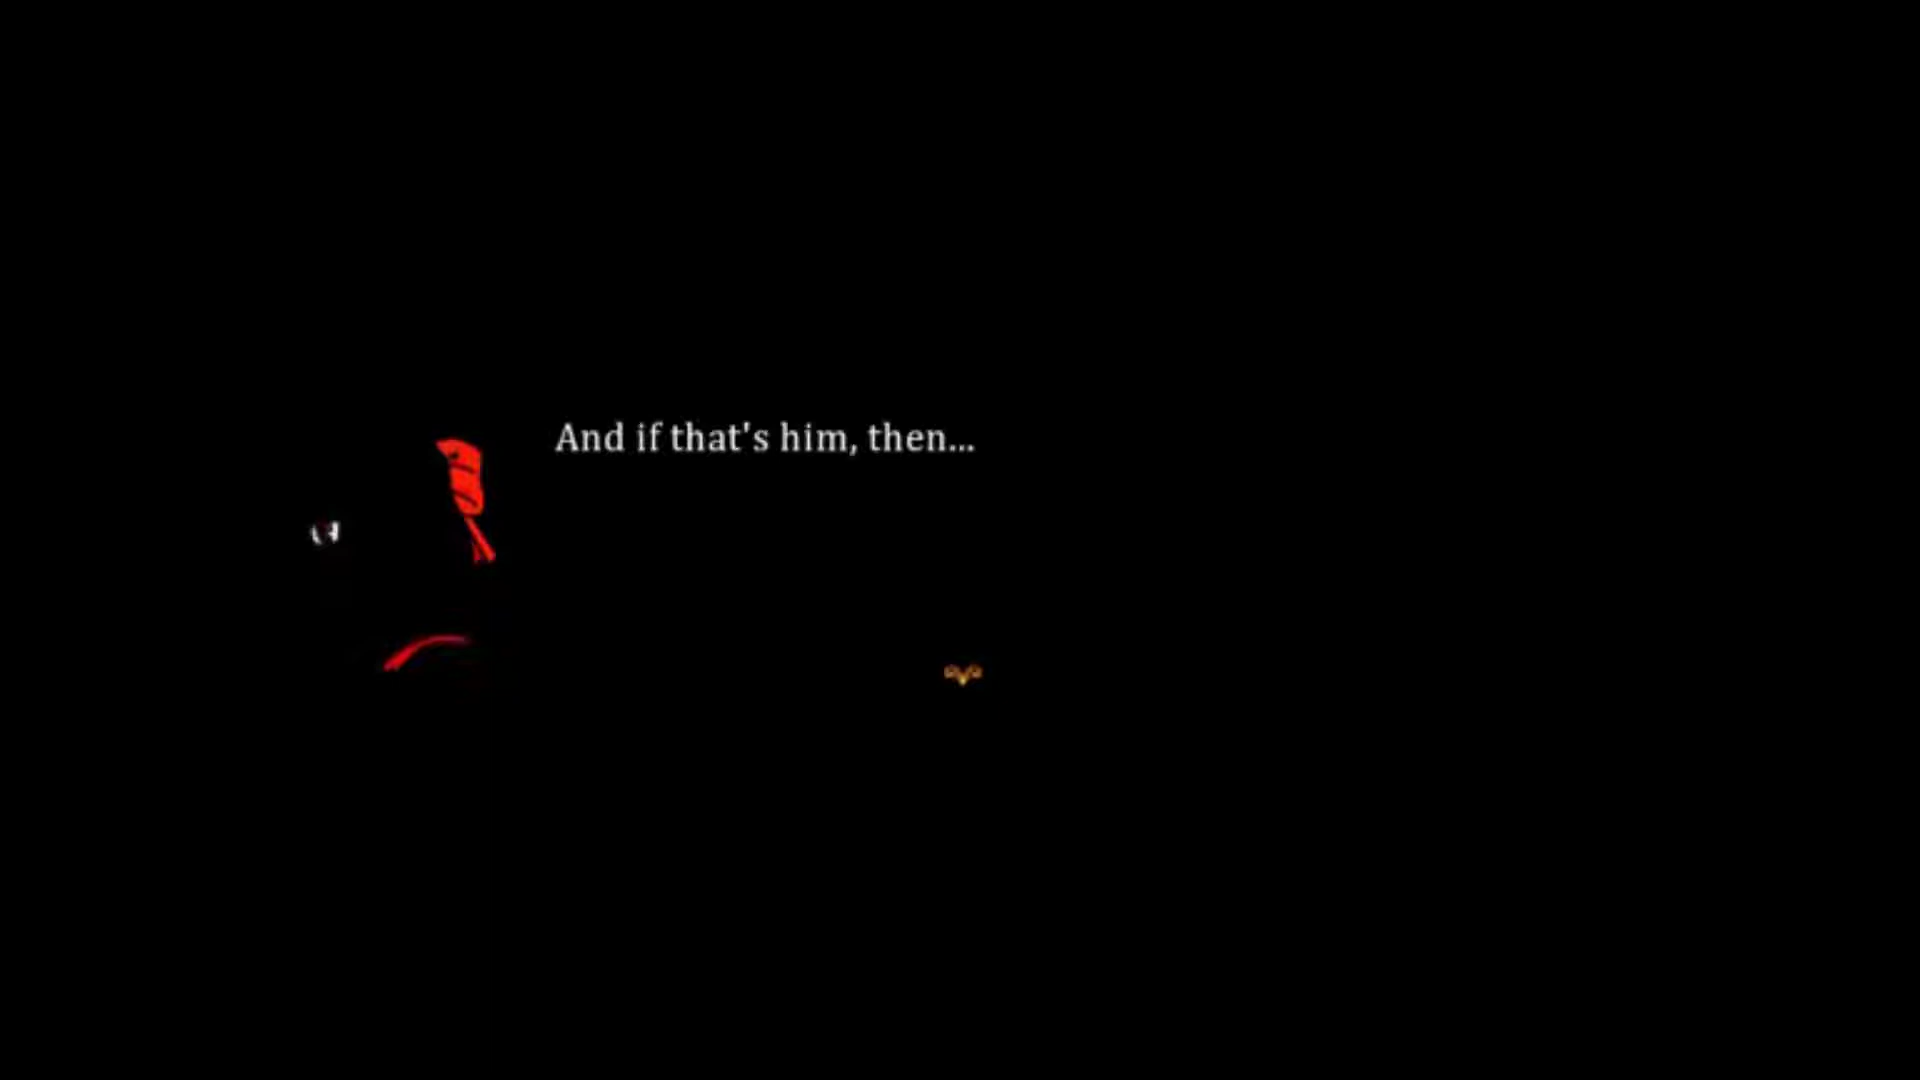 And if that's him, then...